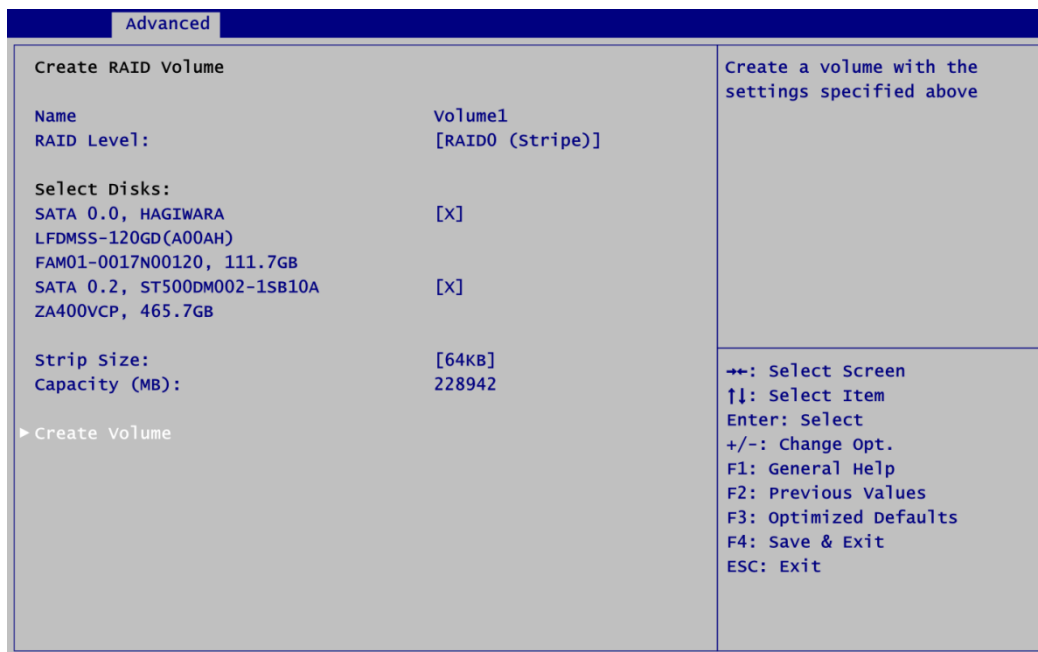 Advanced
Create RAID Volume
Name Volume1
RAID Level: [RAID0 (Stripe)]
Select Disks:
SATA 0.0, HAGIWARA [X]
LFDMSS-120GD(A00AH)
FAM01-0017N00120, 111.7GB
SATA 0.2, ST500DM002-1SB10A [X]
ZA400VCP, 465.7GB
Strip Size: [64KB]
Capacity (MB): 228942
▶ Create Volume
Create a volume with the
settings specified above
→←: Select Screen
↑↓: Select Item
Enter: Select
+/-: Change Opt.
F1: General Help
F2: Previous Values
F3: Optimized Defaults
F4: Save & Exit
ESC: Exit